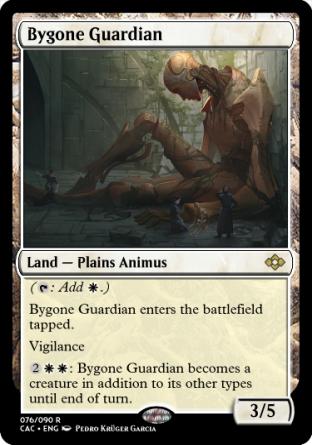 Bygone Guardian
Land — Plains Animus
(: Add .)
Bygone Guardian enters the battlefield
tapped.
Vigilance
2 : Bygone Guardian becomes a
creature in addition to its other types
until end of turn.
3/5
076/090 R
CAC • ENG Pedro Krüger Garcia